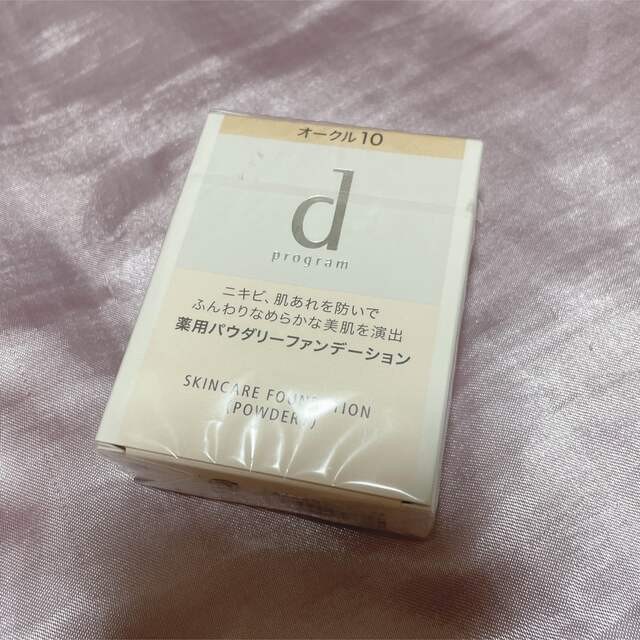 オークル10
d
program
ニキビ、肌あれを防いで
ふんわりなめらかな美肌を演出
薬用パウダリーファンデーション
SKINCARE FOUNDATION
(POWDERY)